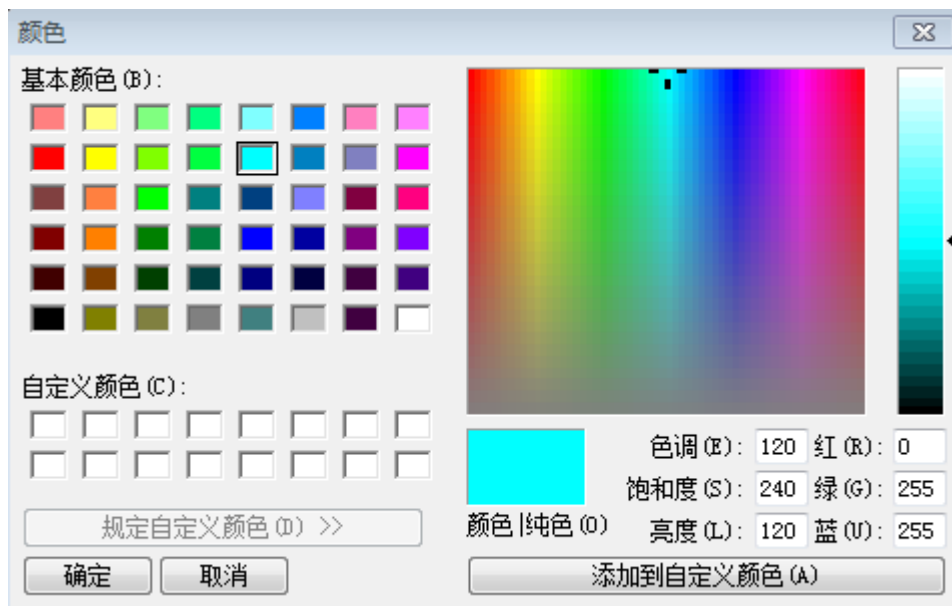 颜色
基本颜色(B):
自定义颜色(C):
规定自定义颜色(D) >>
确定 取消
颜色|纯色(O)
色调(E): 120 红(R): 0
饱和度(S): 240 绿(G): 255
亮度(L): 120 蓝(U): 255
添加到自定义颜色(A)